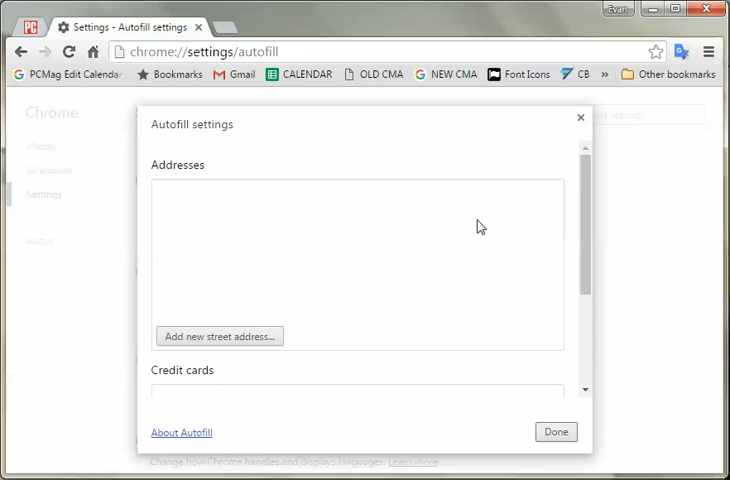 Evan
PC
Settings - Autofill settings
chrome://settings/autofill
PCMag Edit Calendar
Bookmarks
Gmail
CALENDAR
OLD CMA
NEW CMA
Font Icons
CB
»
Other bookmarks
Chrome
History
Extensions
Settings
About
Autofill settings
Addresses
Add new street address...
Credit cards
About Autofill
Done
Change how Chrome handles and displays languages. Learn more